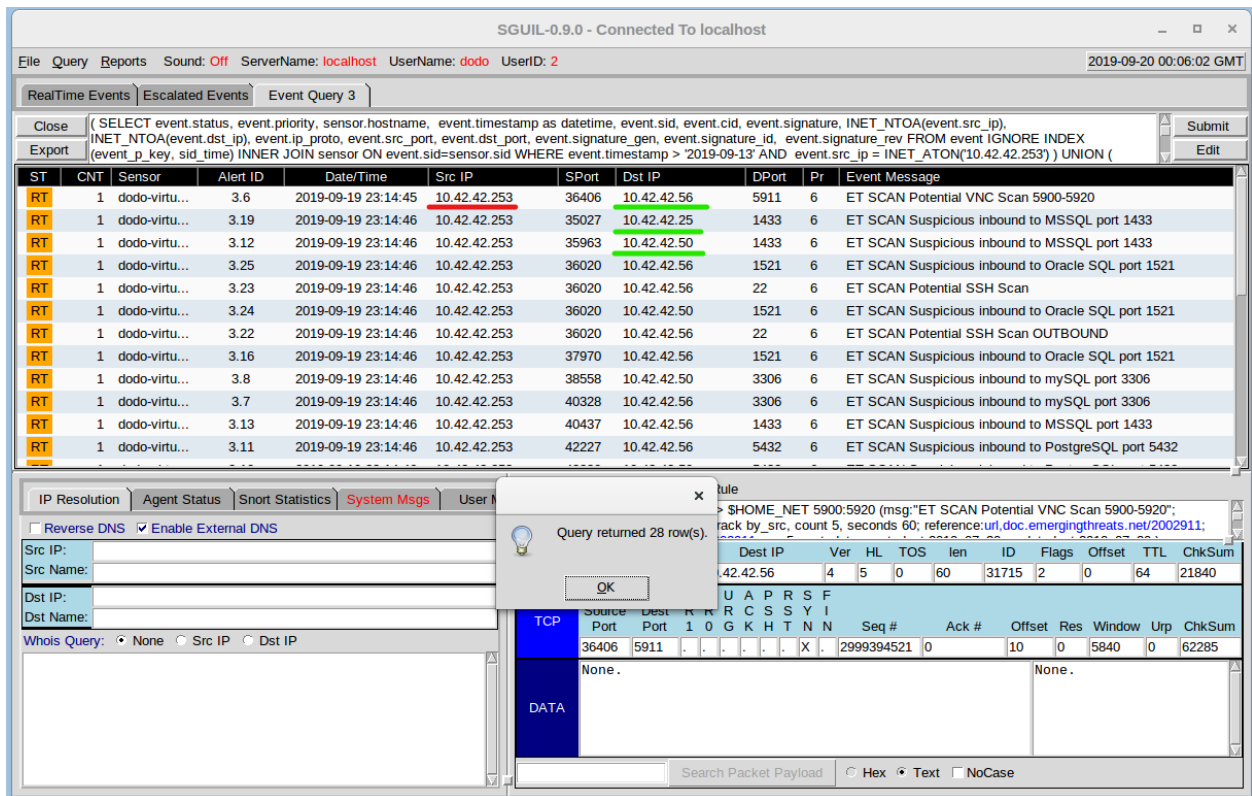 SGUIL-0.9.0 - Connected To localhost
File Query Reports Sound: Off ServerName: localhost UserName: dodo UserID: 2 2019-09-20 00:06:02 GMT
RealTime Events Escalated Events Event Query 3
Close ( SELECT event.status, event.priority, sensor.hostname, event.timestamp as datetime, event.sid, event.cid, event.signature, INET_NTOA(event.src_ip), Submit
INET_NTOA(event.dst_ip), event.ip_proto, event.src_port, event.dst_port, event.signature_gen, event.signature_id, event.signature_rev FROM event IGNORE INDEX
Export (event_p_key, sid_time) INNER JOIN sensor ON event.sid=sensor.sid WHERE event.timestamp > '2019-09-13' AND event.src_ip = INET_ATON('10.42.42.253') ) UNION ( Edit
ST CNT Sensor Alert ID Date/Time Src IP SPort Dst IP DPort Pr Event Message
RT 1 dodo-virtu... 3.6 2019-09-19 23:14:45 10.42.42.253 36406 10.42.42.56 5911 6 ET SCAN Potential VNC Scan 5900-5920
RT 1 dodo-virtu... 3.19 2019-09-19 23:14:46 10.42.42.253 35027 10.42.42.25 1433 6 ET SCAN Suspicious inbound to MSSQL port 1433
RT 1 dodo-virtu... 3.12 2019-09-19 23:14:46 10.42.42.253 35963 10.42.42.50 1433 6 ET SCAN Suspicious inbound to MSSQL port 1433
RT 1 dodo-virtu... 3.25 2019-09-19 23:14:46 10.42.42.253 36020 10.42.42.56 1521 6 ET SCAN Suspicious inbound to Oracle SQL port 1521
RT 1 dodo-virtu... 3.23 2019-09-19 23:14:46 10.42.42.253 36020 10.42.42.56 22 6 ET SCAN Potential SSH Scan
RT 1 dodo-virtu... 3.24 2019-09-19 23:14:46 10.42.42.253 36020 10.42.42.50 1521 6 ET SCAN Suspicious inbound to Oracle SQL port 1521
RT 1 dodo-virtu... 3.22 2019-09-19 23:14:46 10.42.42.253 36020 10.42.42.56 22 6 ET SCAN Potential SSH Scan OUTBOUND
RT 1 dodo-virtu... 3.16 2019-09-19 23:14:46 10.42.42.253 37970 10.42.42.56 1521 6 ET SCAN Suspicious inbound to Oracle SQL port 1521
RT 1 dodo-virtu... 3.8 2019-09-19 23:14:46 10.42.42.253 38558 10.42.42.50 3306 6 ET SCAN Suspicious inbound to mySQL port 3306
RT 1 dodo-virtu... 3.7 2019-09-19 23:14:46 10.42.42.253 40328 10.42.42.56 3306 6 ET SCAN Suspicious inbound to mySQL port 3306
RT 1 dodo-virtu... 3.13 2019-09-19 23:14:46 10.42.42.253 40437 10.42.42.56 1433 6 ET SCAN Suspicious inbound to MSSQL port 1433
RT 1 dodo-virtu... 3.11 2019-09-19 23:14:46 10.42.42.253 42227 10.42.42.56 5432 6 ET SCAN Suspicious inbound to PostgreSQL port 5432
IP Resolution Agent Status Snort Statistics System Msgs User M
Reverse DNS Enable External DNS
Src IP:
Src Name:
Dst IP:
Dst Name:
Whois Query: None Src IP Dst IP
Query returned 28 row(s).
OK
Rule
> $HOME_NET 5900:5920 (msg:"ET SCAN Potential VNC Scan 5900-5920";
rack by_src, count 5, seconds 60; reference:url,doc.emergingthreats.net/2002911;
Dest IP Ver HL TOS len ID Flags Offset TTL ChkSum
.42.42.56 4 5 0 60 31715 2 0 64 21840
U A P R S F
TCP Source Dest R R R C S S Y I
Port Port 1 0 G K H T N N Seq # Ack # Offset Res Window Urp ChkSum
36406 5911 . . . . . . X . 2999394521 0 10 0 5840 0 62285
DATA None. None.
Search Packet Payload Hex Text NoCase